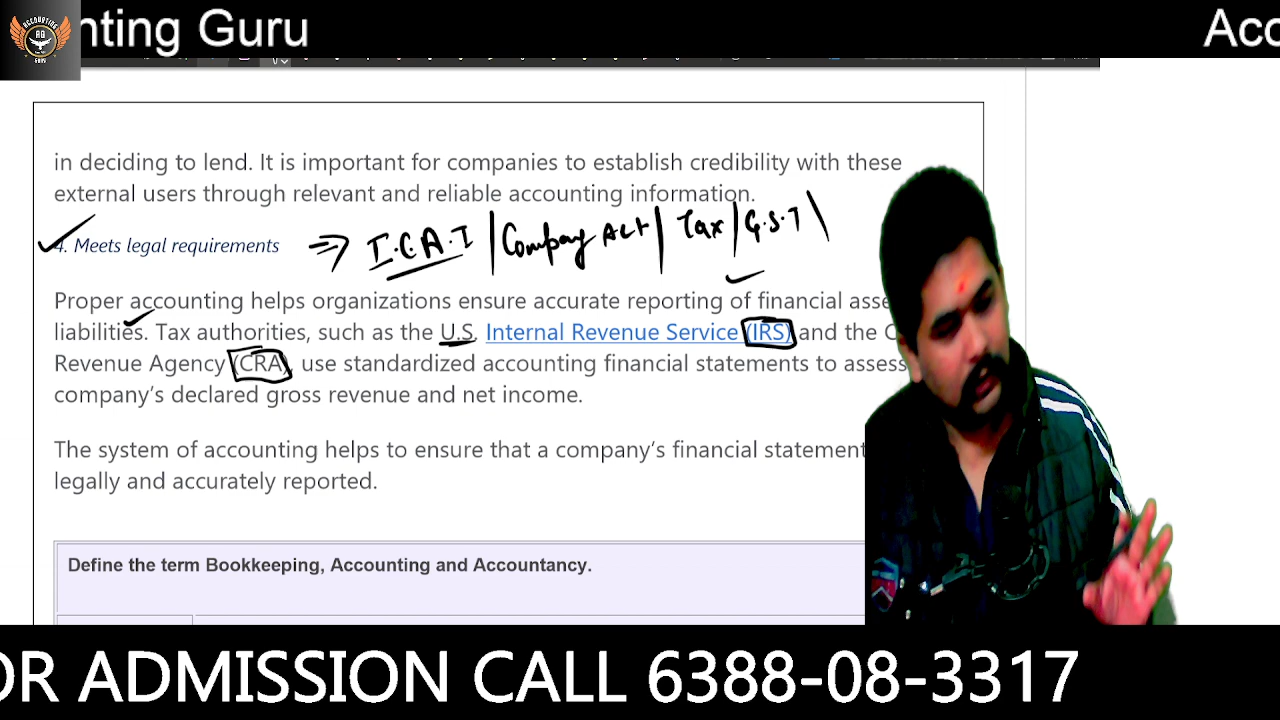 nting Guru
Acc
ACCOUNTING
AG
GURU
in deciding to lend. It is important for companies to establish credibility with these
external users through relevant and reliable accounting information.
4. Meets legal requirements ⇒ I.C.A.I | Company Act | Tax | G.S.T \
Proper accounting helps organizations ensure accurate reporting of financial asse
liabilities. Tax authorities, such as the U.S. Internal Revenue Service (IRS) and the C
Revenue Agency (CRA), use standardized accounting financial statements to assess
company's declared gross revenue and net income.
The system of accounting helps to ensure that a company's financial statement
legally and accurately reported.
Define the term Bookkeeping, Accounting and Accountancy.
OR ADMISSION CALL 6388-08-3317